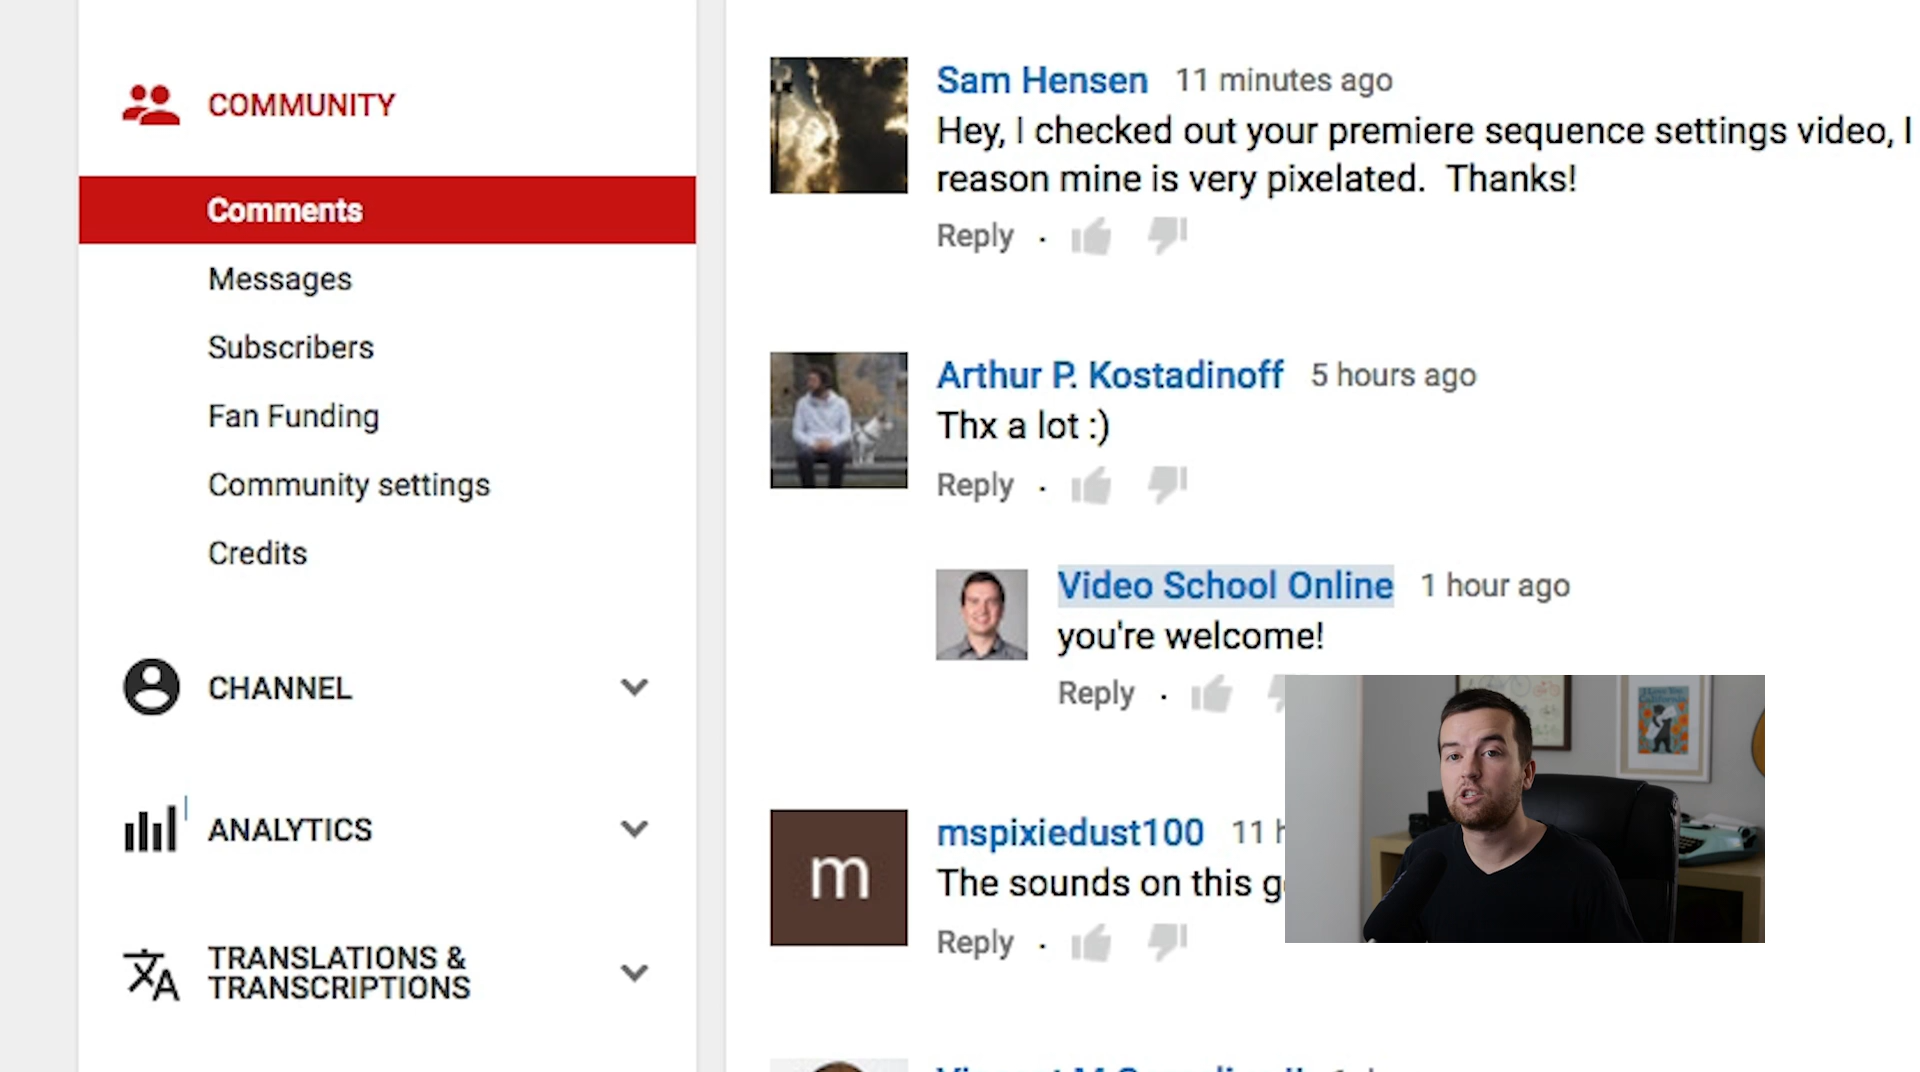 COMMUNITY
Comments
Messages
Subscribers
Fan Funding
Community settings
Credits
CHANNEL
ANALYTICS
TRANSLATIONS &
TRANSCRIPTIONS
Sam Hensen 11 minutes ago
Hey, I checked out your premiere sequence settings video, I
reason mine is very pixelated. Thanks!
Reply ·
Arthur P. Kostadinoff 5 hours ago
Thx a lot :)
Reply ·
Video School Online 1 hour ago
you're welcome!
Reply ·
mspixiedust100 11
m
The sounds on this
Reply ·